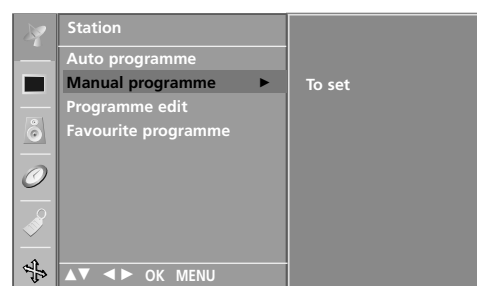 Station
Auto programme
Manual programme ►
To set
Programme edit
Favourite programme
▲▼ ◄► OK MENU